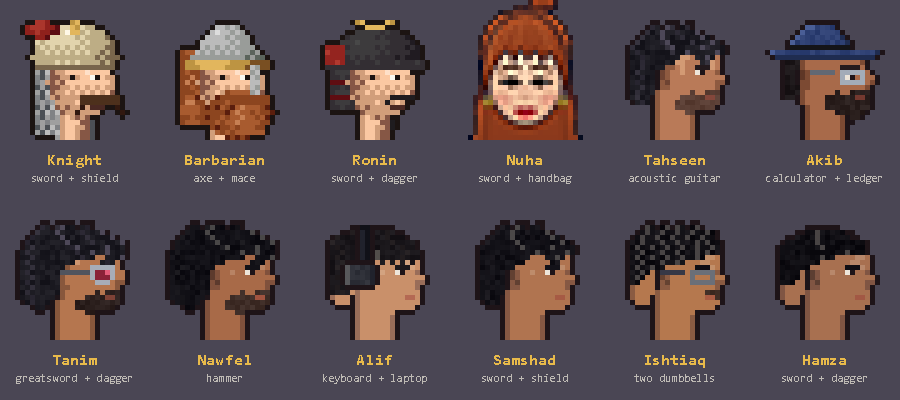 Knight Barbarian Ronin Nuha Tahseen Akib
sword + shield axe + mace sword + dagger sword + handbag acoustic guitar calculator + ledger
Tanim Nawfel Alif Samshad Ishtiaq Hamza
greatsword + dagger hammer keyboard + laptop sword + shield two dumbbells sword + dagger